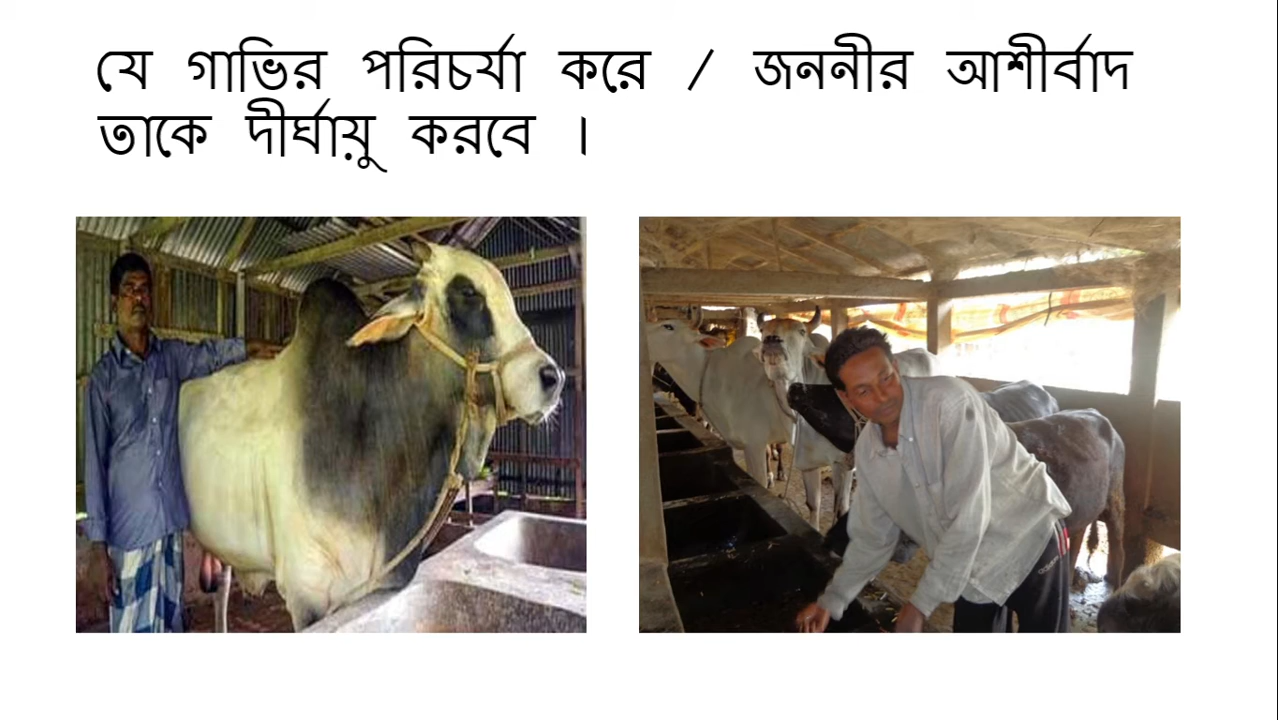 যে গাভির পরিচর্যা করে / জননীর আশীর্বাদ
তাকে দীর্ঘায়ু করবে ।